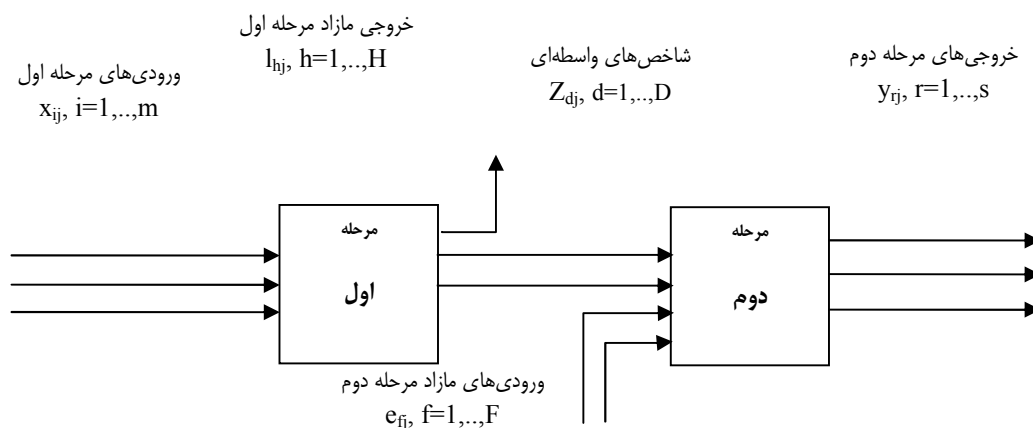 خروجی مازاد مرحله اول
l_hj, h=1,..,H
ورودی‌های مرحله اول
x_ij, i=1,..,m
شاخص‌های واسطه‌ای
Z_dj, d=1,..,D
خروجی‌های مرحله دوم
y_rj, r=1,..,s
مرحله
اول
مرحله
دوم
ورودی‌های مازاد مرحله دوم
e_fj, f=1,..,F